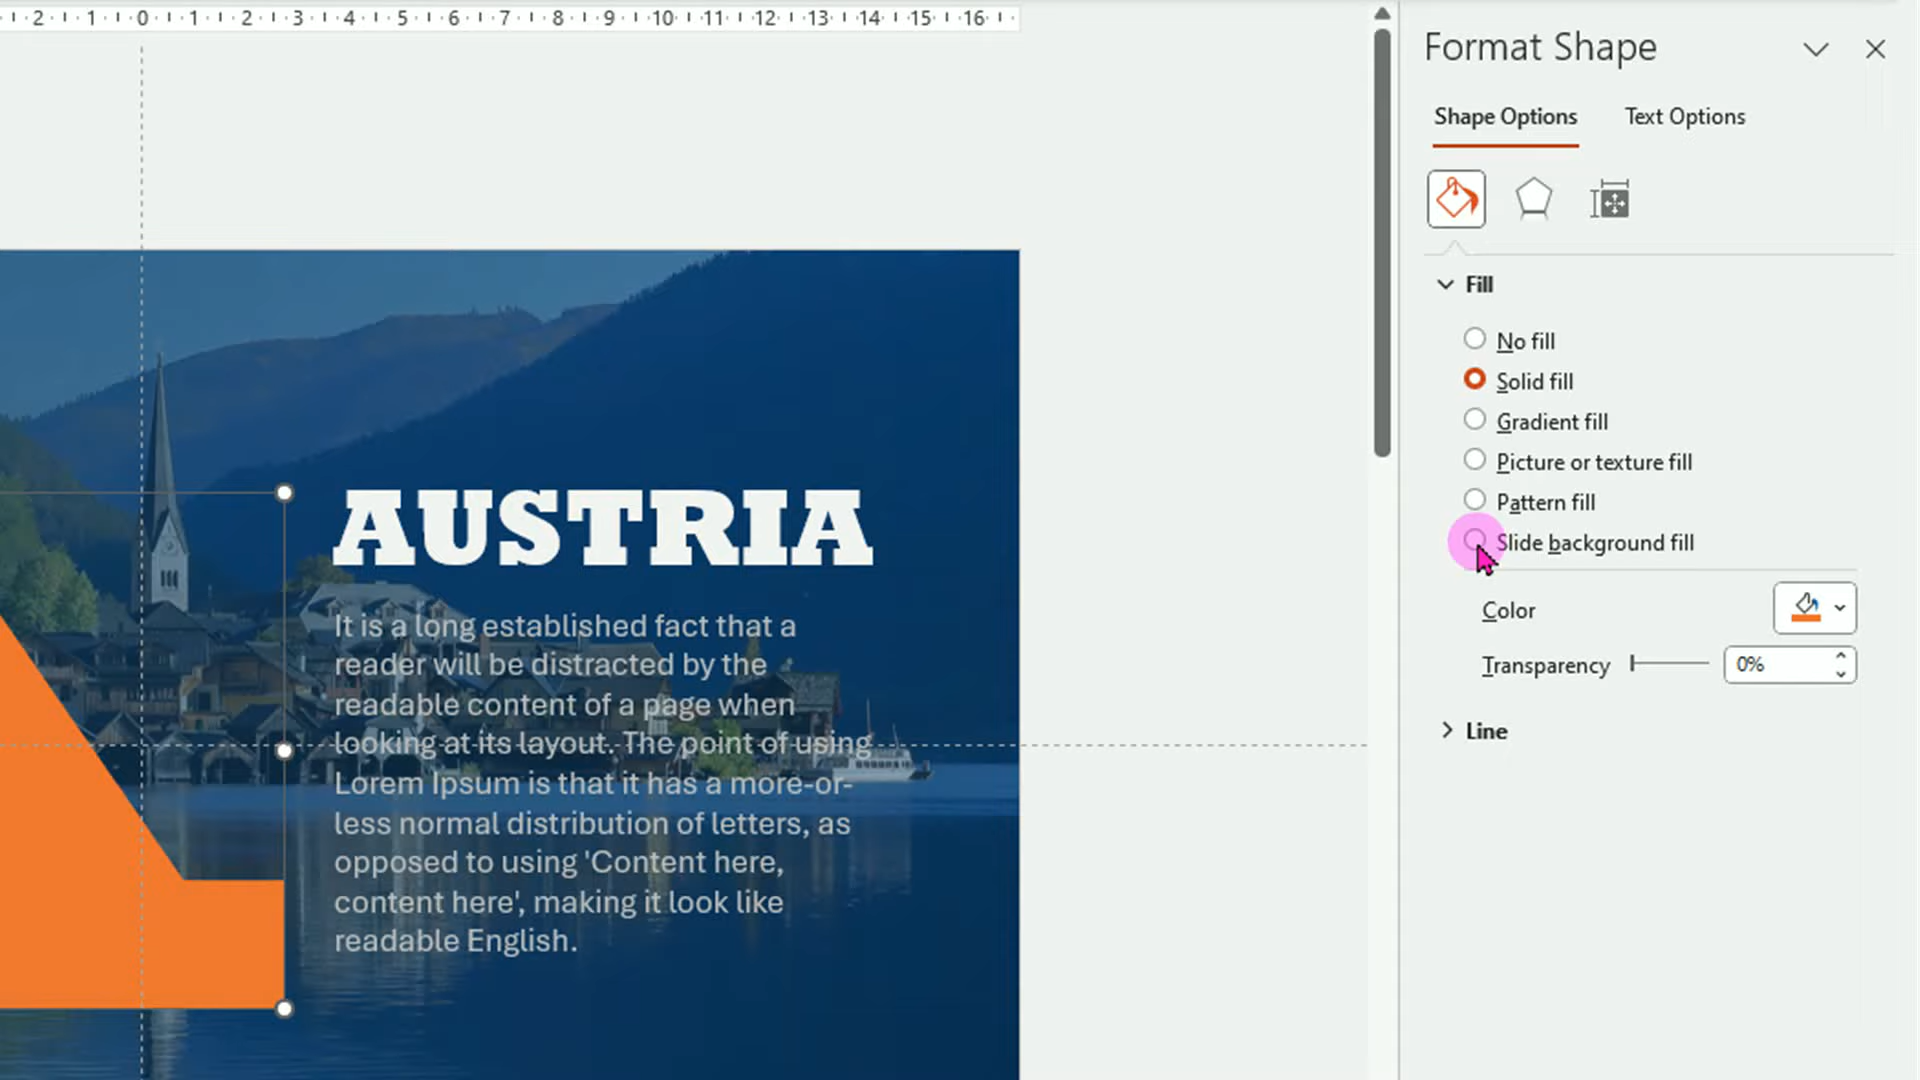 2 1 0 1 2 3 4 5 6 7 8 9 10 11 12 13 14 15 16
Format Shape
Shape Options Text Options
Fill
No fill
Solid fill
Gradient fill
Picture or texture fill
Pattern fill
Slide background fill
Color
Transparency 0%
Line
AUSTRIA
It is a long established fact that a
reader will be distracted by the
readable content of a page when
looking at its layout. The point of using
Lorem Ipsum is that it has a more-or-
less normal distribution of letters, as
opposed to using 'Content here,
content here', making it look like
readable English.